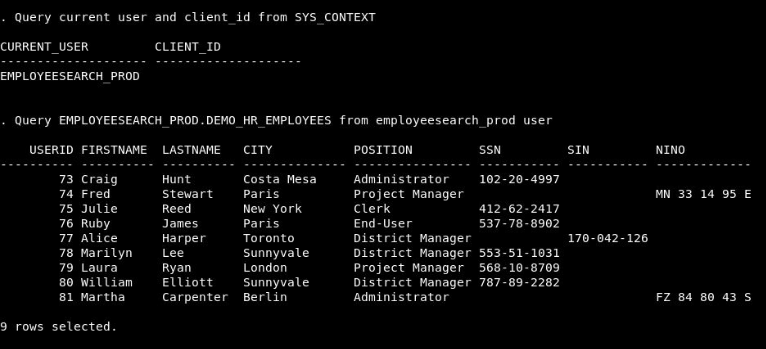 . Query current user and client_id from SYS_CONTEXT
CURRENT_USER         CLIENT_ID
-------------------- --------------------
EMPLOYEESEARCH_PROD
. Query EMPLOYEESEARCH_PROD.DEMO_HR_EMPLOYEES from employeesearch_prod user
    USERID FIRSTNAME  LASTNAME   CITY           POSITION         SSN         SIN         NINO
---------- ---------- ---------- -------------- ---------------- ----------- ----------- -------------
        73 Craig      Hunt       Costa Mesa     Administrator    102-20-4997
        74 Fred       Stewart    Paris          Project Manager                          MN 33 14 95 E
        75 Julie      Reed       New York       Clerk            412-62-2417
        76 Ruby       James      Paris          End-User         537-78-8902
        77 Alice      Harper     Toronto        District Manager             170-042-126
        78 Marilyn    Lee        Sunnyvale      District Manager 553-51-1031
        79 Laura      Ryan       London         Project Manager  568-10-8709
        80 William    Elliott    Sunnyvale      District Manager 787-89-2282
        81 Martha     Carpenter  Berlin         Administrator                            FZ 84 80 43 S
9 rows selected.